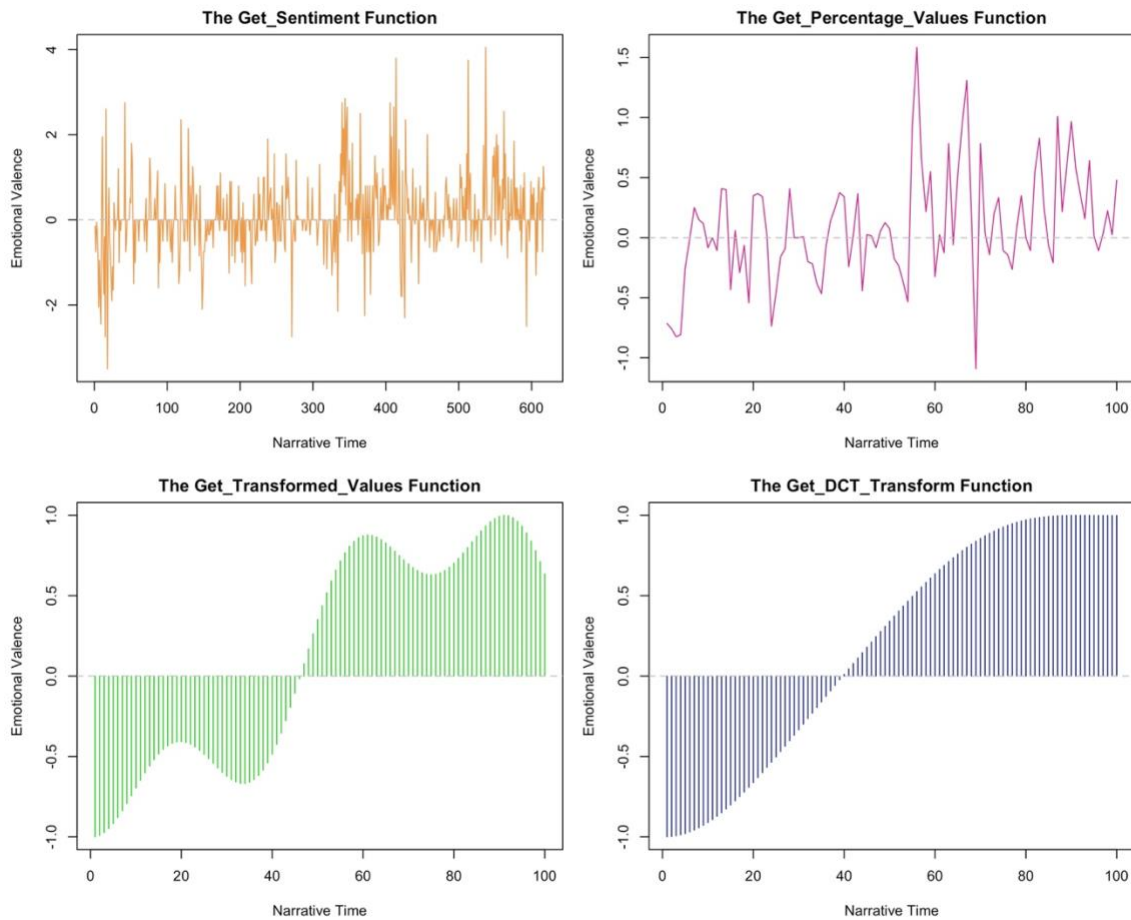 The Get_Sentiment Function
4
2
0
-2
Emotional Valence
0 100 200 300 400 500 600
Narrative Time
The Get_Percentage_Values Function
1.5
1.0
0.5
0.0
-0.5
-1.0
Emotional Valence
0 20 40 60 80 100
Narrative Time
The Get_Transformed_Values Function
1.0
0.5
0.0
-0.5
-1.0
Emotional Valence
0 20 40 60 80 100
Narrative Time
The Get_DCT_Transform Function
1.0
0.5
0.0
-0.5
-1.0
Emotional Valence
0 20 40 60 80 100
Narrative Time